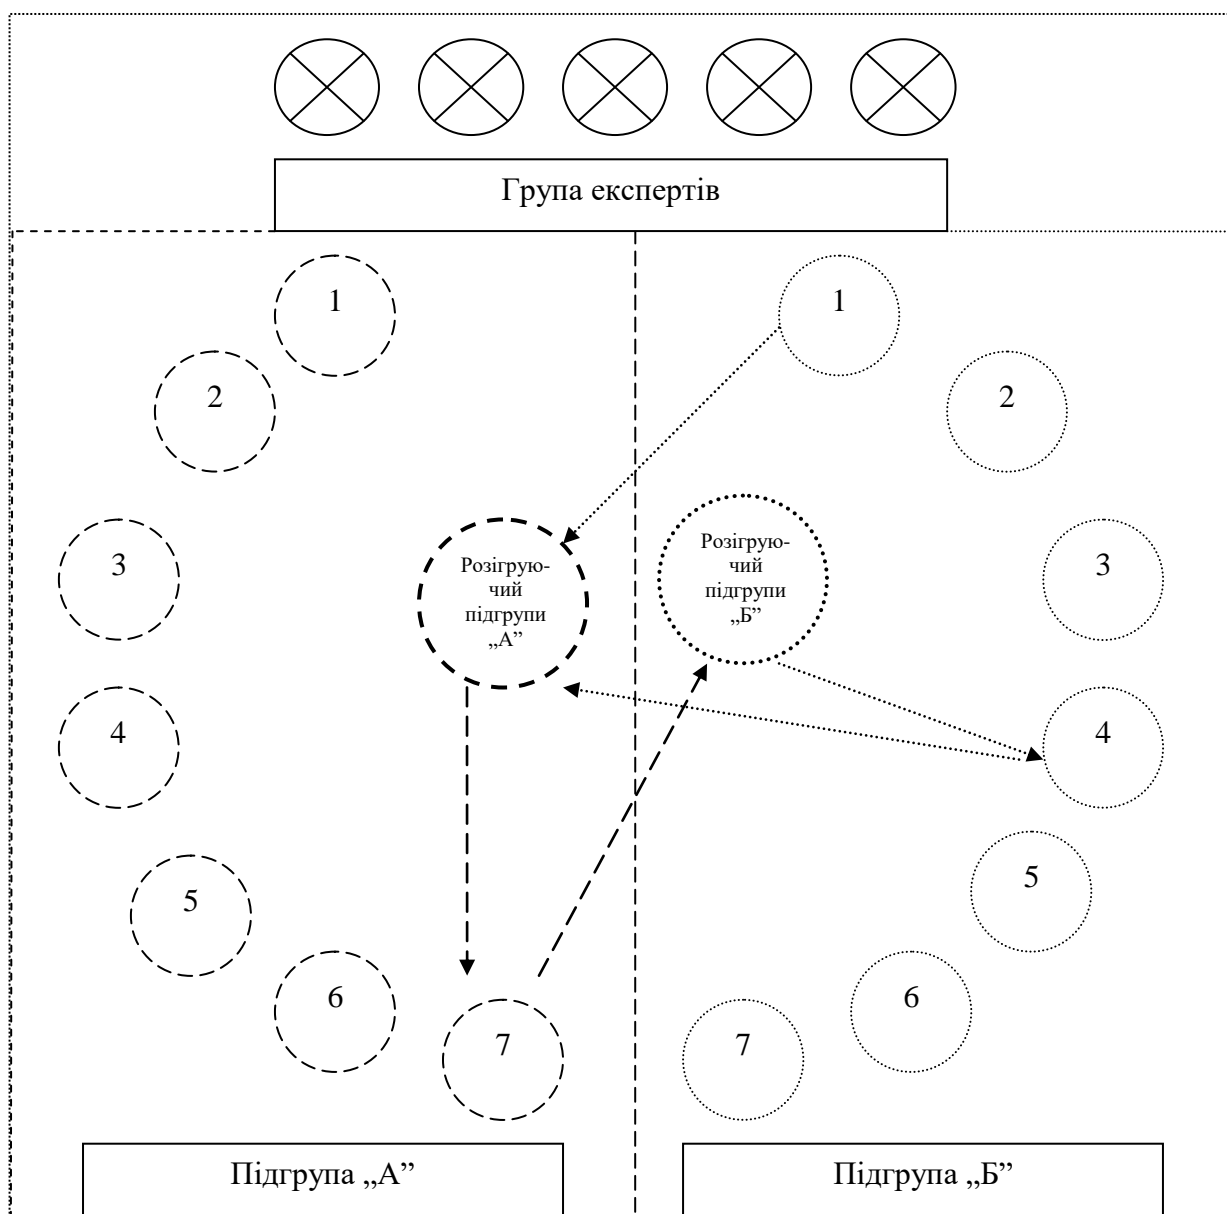 Група експертів
1
1
2
2
Розігрую-
чий
підгрупи
„Б”
3
3
Розігрую-
чий
підгрупи
„А”
4
4
5
5
6
6
7
7
Підгрупа „А”
Підгрупа „Б”